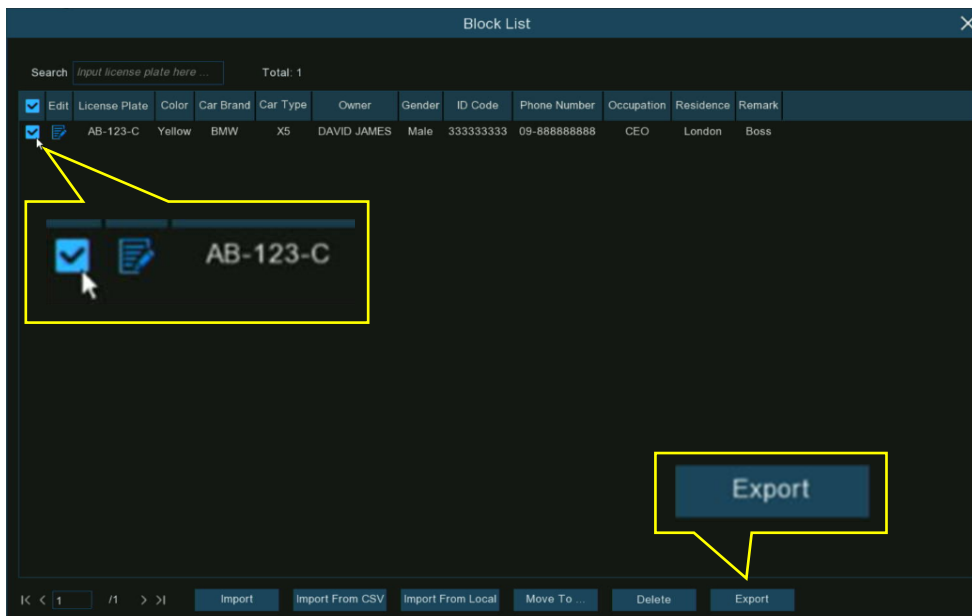 Block List
Search Input license plate here ... Total: 1
Edit License Plate Color Car Brand Car Type Owner Gender ID Code Phone Number Occupation Residence Remark
AB-123-C Yellow BMW X5 DAVID JAMES Male 333333333 09-888888888 CEO London Boss
AB-123-C
Export
1 /1 Import Import From CSV Import From Local Move To ... Delete Export